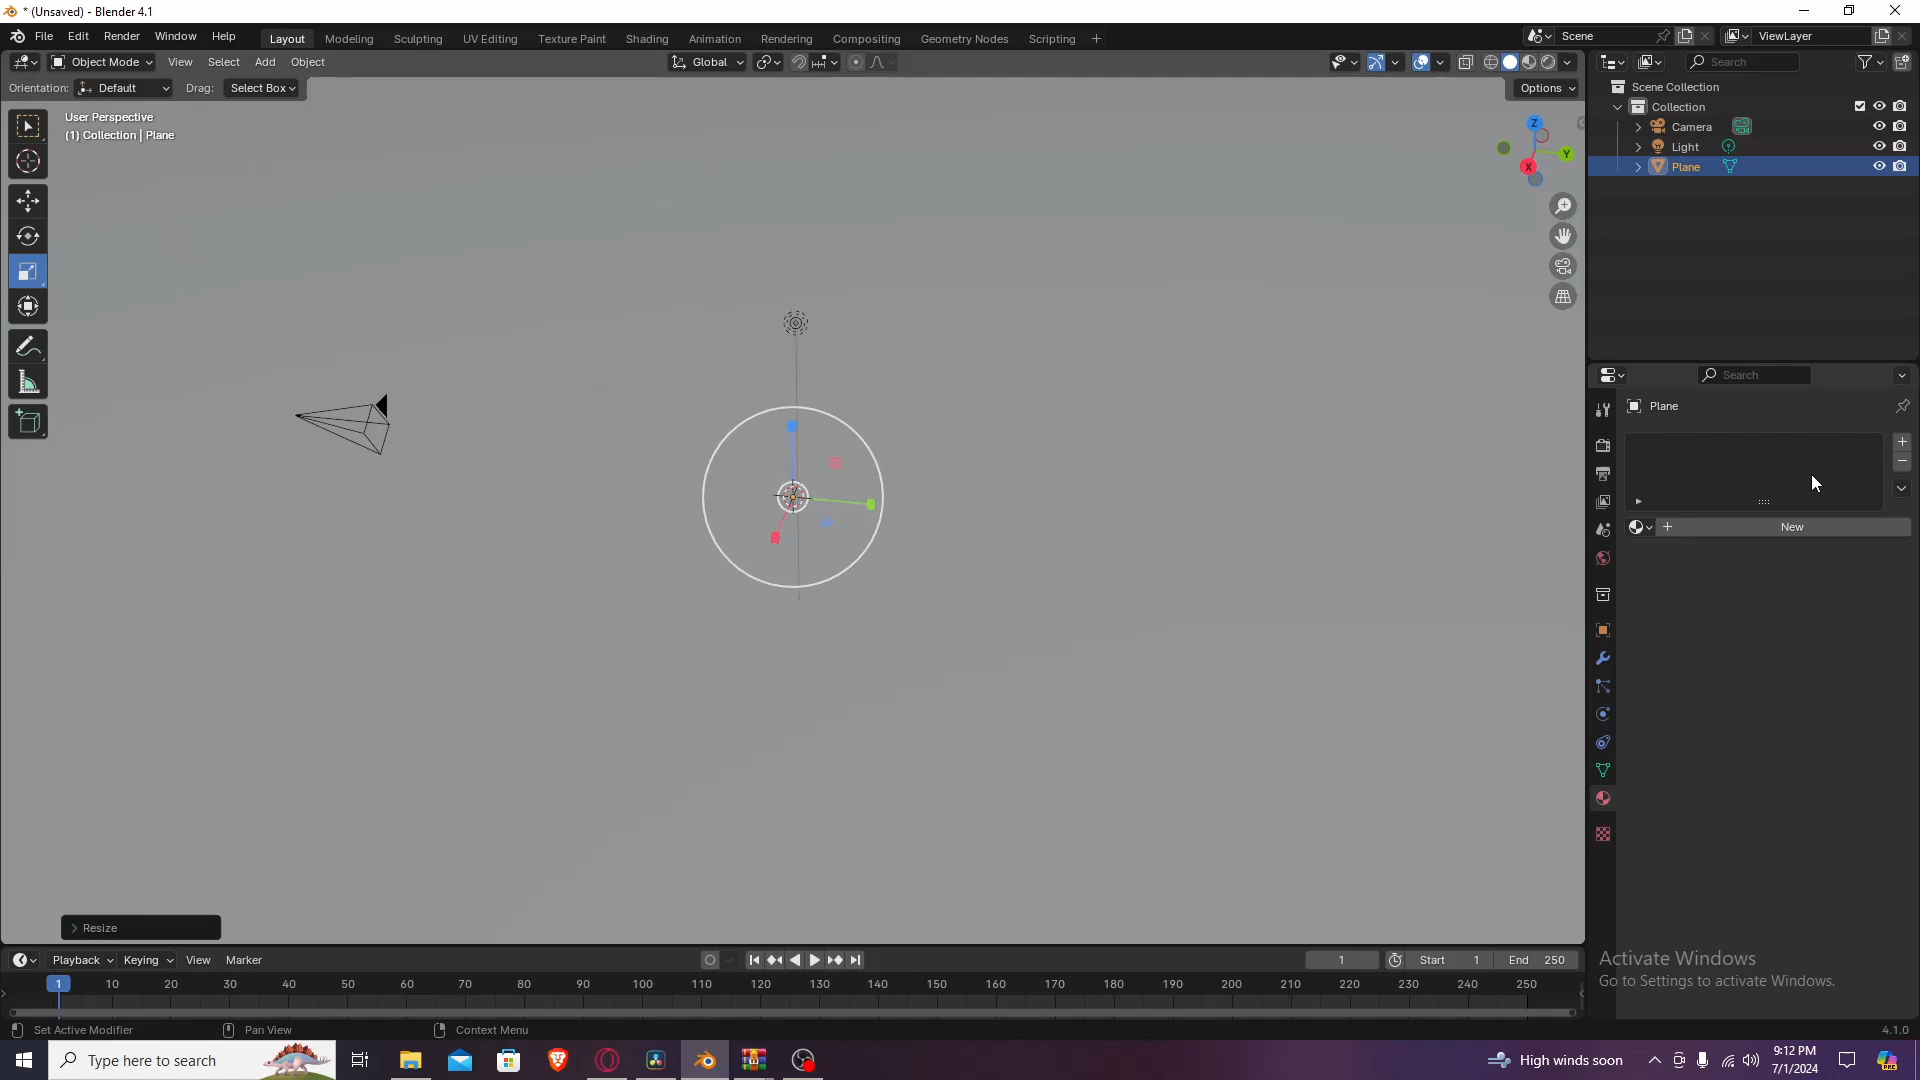 * (Unsaved) - Blender 4.1
File Edit Render Window Help
Layout Modeling Sculpting UV Editing Texture Paint Shading Animation Rendering Compositing Geometry Nodes Scripting +
Scene
ViewLayer
Object Mode View Select Add Object
Global
Search
Orientation: Default Drag: Select Box
Options
Scene Collection
Collection
Camera
Light
Plane
User Perspective
(1) Collection | Plane
Z
Y
X
Search
Plane
New
Resize
Playback Keying View Marker
1
Start 1
End 250
1 10 20 30 40 50 60 70 80 90 100 110 120 130 140 150 160 170 180 190 200 210 220 230 240 250
Activate Windows
Go to Settings to activate Windows.
Set Active Modifier
Pan View
Context Menu
4.1.0
Type here to search
High winds soon
9:12 PM
7/1/2024
PRE